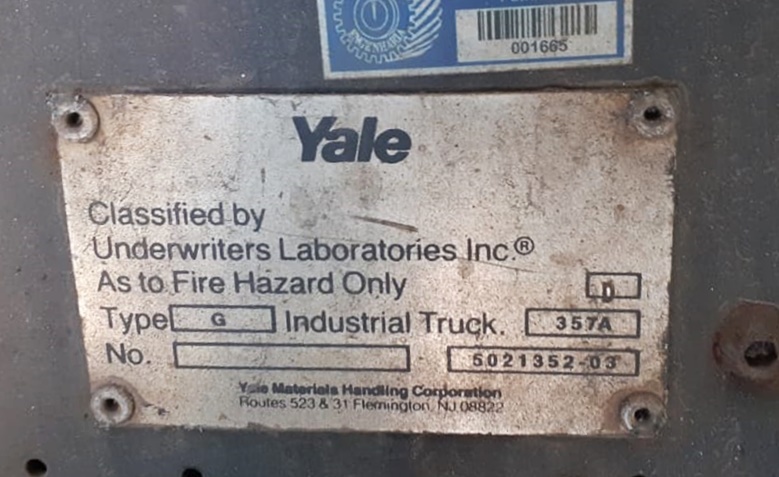 ENGENHARIA
001665
Yale
Classified by
Underwriters Laboratories Inc.®
As to Fire Hazard Only D
Type G Industrial Truck. 357A
No. 5021352-03
Yale Materials Handling Corporation
Routes 523 & 31 Flemington, NJ 08822